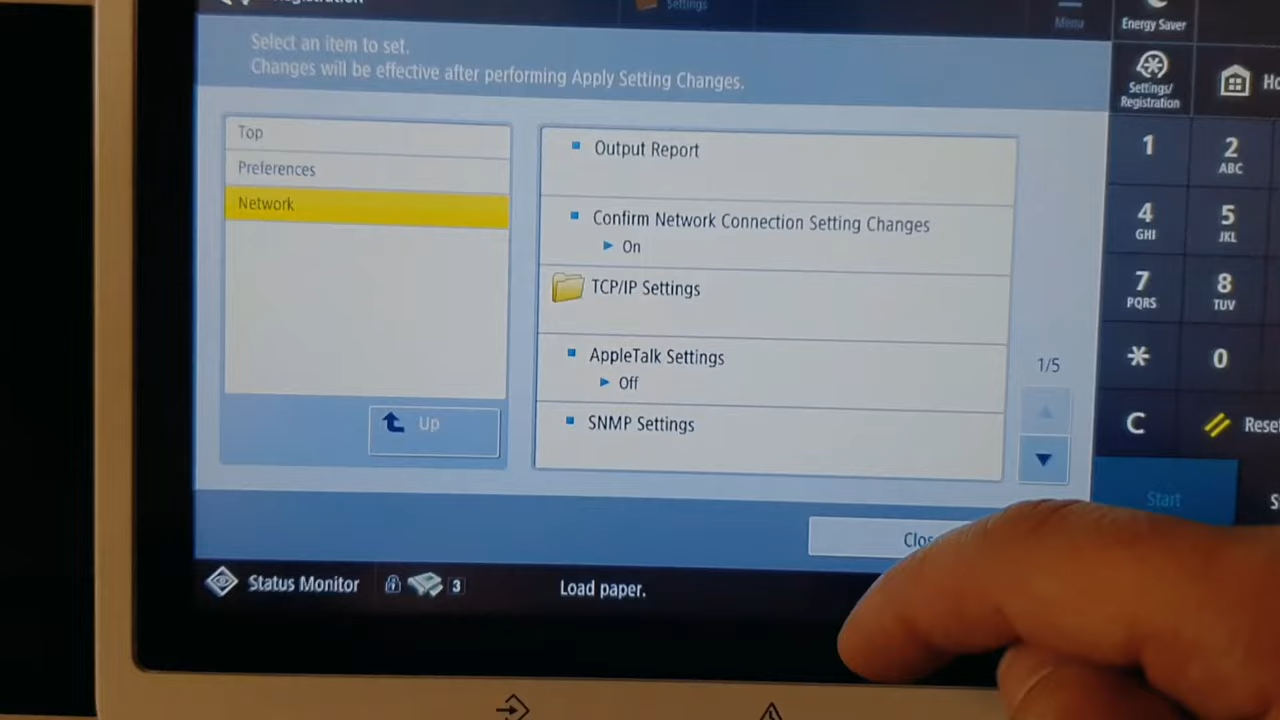 Registration
Settings
Menu
Energy Saver
Select an item to set.
Changes will be effective after performing Apply Setting Changes.
Settings/
Registration
Top
Preferences
Network
Output Report
Confirm Network Connection Setting Changes
On
TCP/IP Settings
AppleTalk Settings
Off
SNMP Settings
1/5
Up
1
2
ABC
4
GHI
5
JKL
7
PQRS
8
TUV
0
C
Start
Status Monitor
3
Load paper.